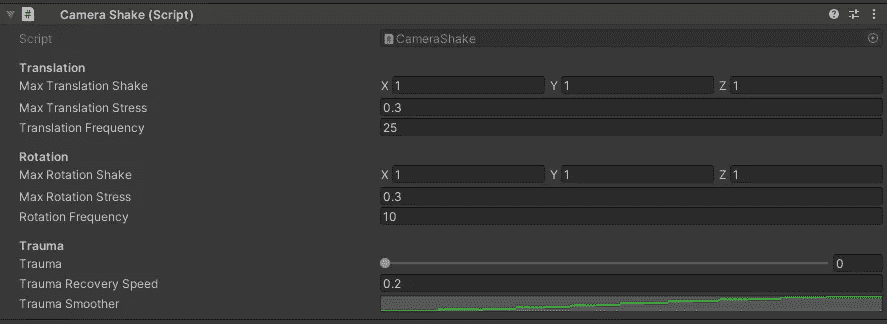 Camera Shake (Script)
Script CameraShake
Translation
Max Translation Shake X 1 Y 1 Z 1
Max Translation Stress 0.3
Translation Frequency 25
Rotation
Max Rotation Shake X 1 Y 1 Z 1
Max Rotation Stress 0.3
Rotation Frequency 10
Trauma
Trauma 0
Trauma Recovery Speed 0.2
Trauma Smoother